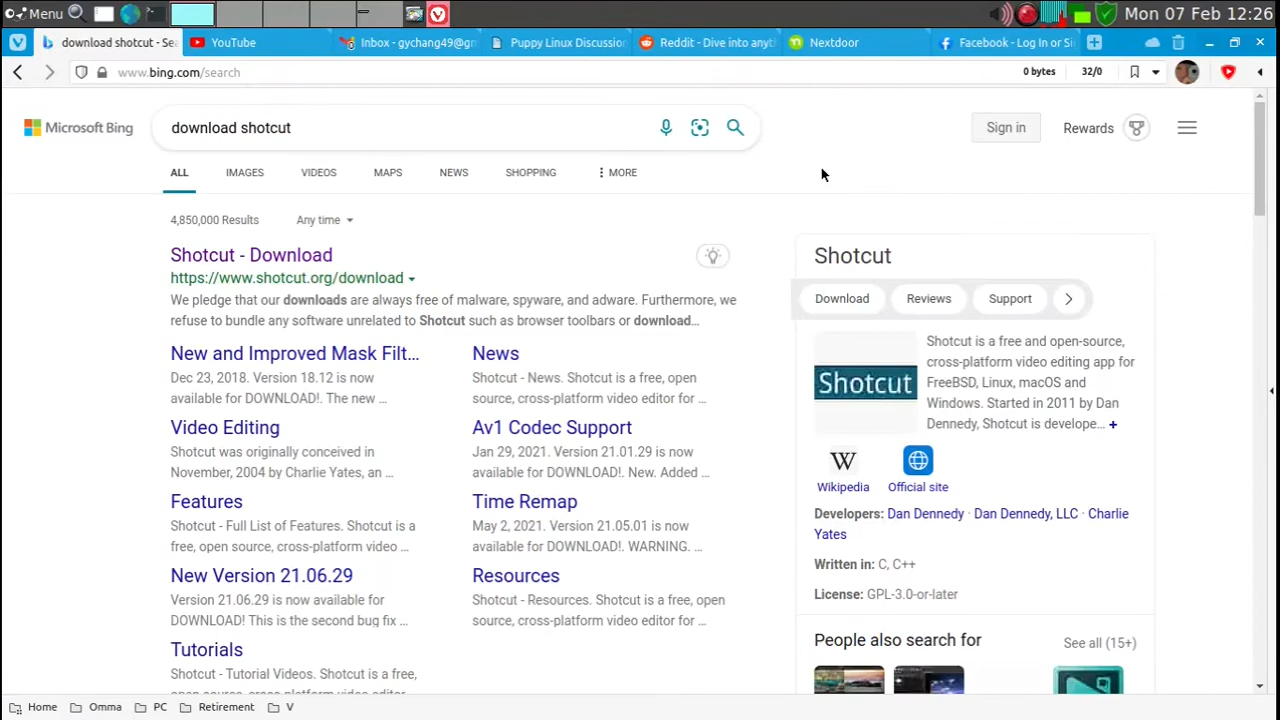 Menu
Mon 07 Feb 12:26
download shotcut - Sea
YouTube
Inbox - gychang49@gm
Puppy Linux Discussion
Reddit - Dive into anyth
Nextdoor
Facebook - Log In or Si
www.bing.com/search
0 bytes
32/0
Microsoft Bing
download shotcut
Sign in
Rewards
ALL
IMAGES
VIDEOS
MAPS
NEWS
SHOPPING
MORE
4,850,000 Results
Any time
Shotcut - Download
https://www.shotcut.org/download
We pledge that our downloads are always free of malware, spyware, and adware. Furthermore, we
refuse to bundle any software unrelated to Shotcut such as browser toolbars or download…
New and Improved Mask Filt...
Dec 23, 2018. Version 18.12 is now
available for DOWNLOAD!. The new ...
News
Shotcut - News. Shotcut is a free, open
source, cross-platform video editor for ...
Video Editing
Shotcut was originally conceived in
November, 2004 by Charlie Yates, an ...
Av1 Codec Support
Jan 29, 2021. Version 21.01.29 is now
available for DOWNLOAD!. New. Added ...
Features
Shotcut - Full List of Features. Shotcut is a
free, open source, cross-platform video ...
Time Remap
May 2, 2021. Version 21.05.01 is now
available for DOWNLOAD!. WARNING. ...
New Version 21.06.29
Version 21.06.29 is now available for
DOWNLOAD! This is the second bug fix ...
Resources
Shotcut - Resources. Shotcut is a free, open
source, cross-platform video editor for ...
Tutorials
Shotcut - Tutorial Videos. Shotcut is a free,
open source, cross-platform video editor
Shotcut
Download
Reviews
Support
Shotcut
Shotcut is a free and open-source,
cross-platform video editing app for
FreeBSD, Linux, macOS and
Windows. Started in 2011 by Dan
Dennedy, Shotcut is develope… +
W
Wikipedia
Official site
Developers: Dan Dennedy · Dan Dennedy, LLC · Charlie
Yates
Written in: C, C++
License: GPL-3.0-or-later
People also search for
See all (15+)
Home
Omma
PC
Retirement
V